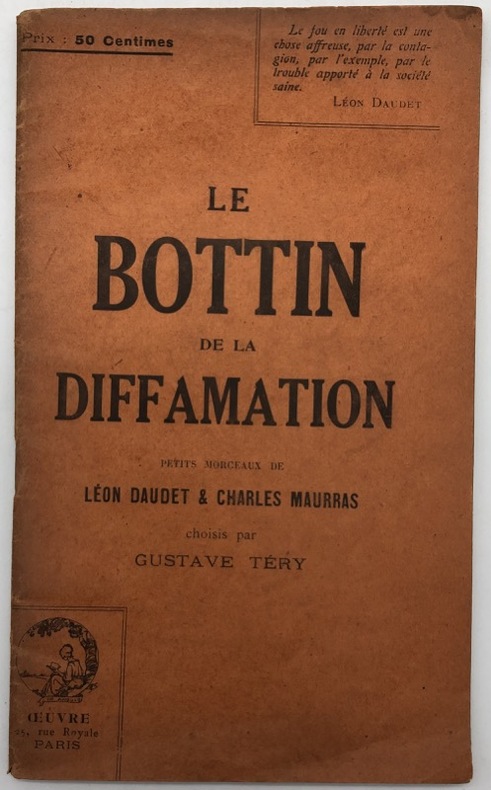 Prix : 50 Centimes
Le fou en liberté est une
chose affreuse, par la conta-
gion, par l'exemple, par le
trouble apporté à la société
saine.
LÉON DAUDET
LE
BOTTIN
DE LA
DIFFAMATION
PETITS MORCEAUX DE
LÉON DAUDET & CHARLES MAURRAS
choisis par
GUSTAVE TÉRY
ŒUVRE
rue Royale
PARIS